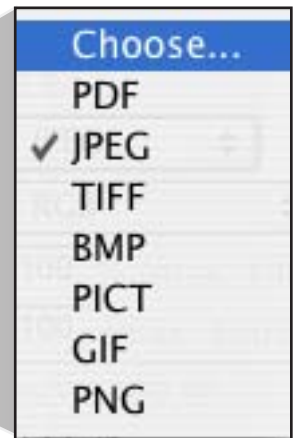 Choose...
PDF
✓ JPEG
TIFF
BMP
PICT
GIF
PNG